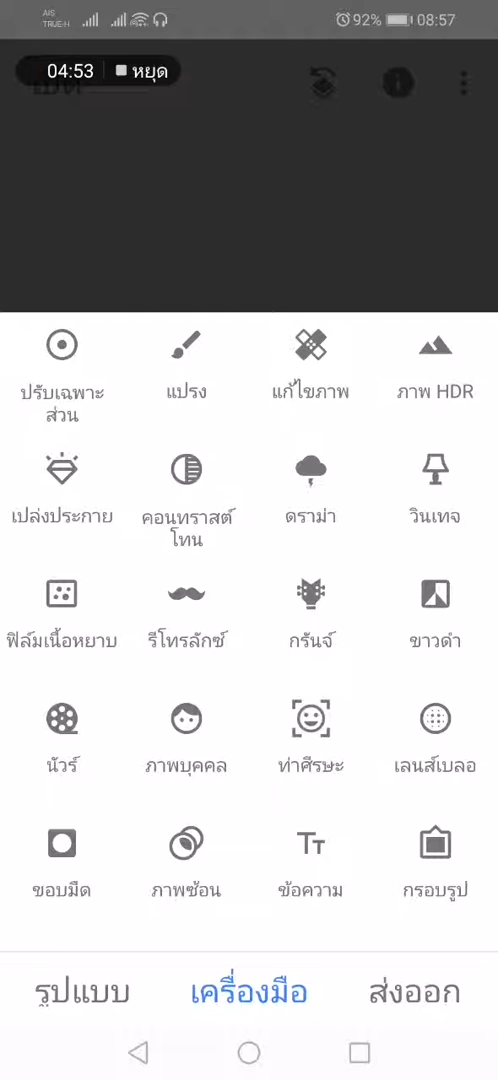 AIS
TRUE-H
92%
08:57
04:53
หยุด
ปรับเฉพาะ
ส่วน
แปรง
แก้ไขภาพ
ภาพ HDR
เปล่งประกาย
คอนทราสต์
โทน
ดราม่า
วินเทจ
ฟิล์มเนื้อหยาบ
รีโทรลักซ์
กรันจ์
ขาวดำ
นัวร์
ภาพบุคคล
ท่าศีรษะ
เลนส์เบลอ
ขอบมืด
ภาพซ้อน
ข้อความ
กรอบรูป
รูปแบบ
เครื่องมือ
ส่งออก